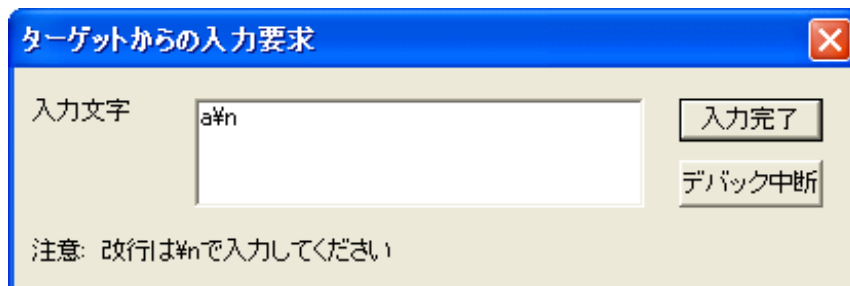 ターゲットからの入力要求
入力文字
a¥n
入力完了
デバック中断
注意: 改行は¥nで入力してください